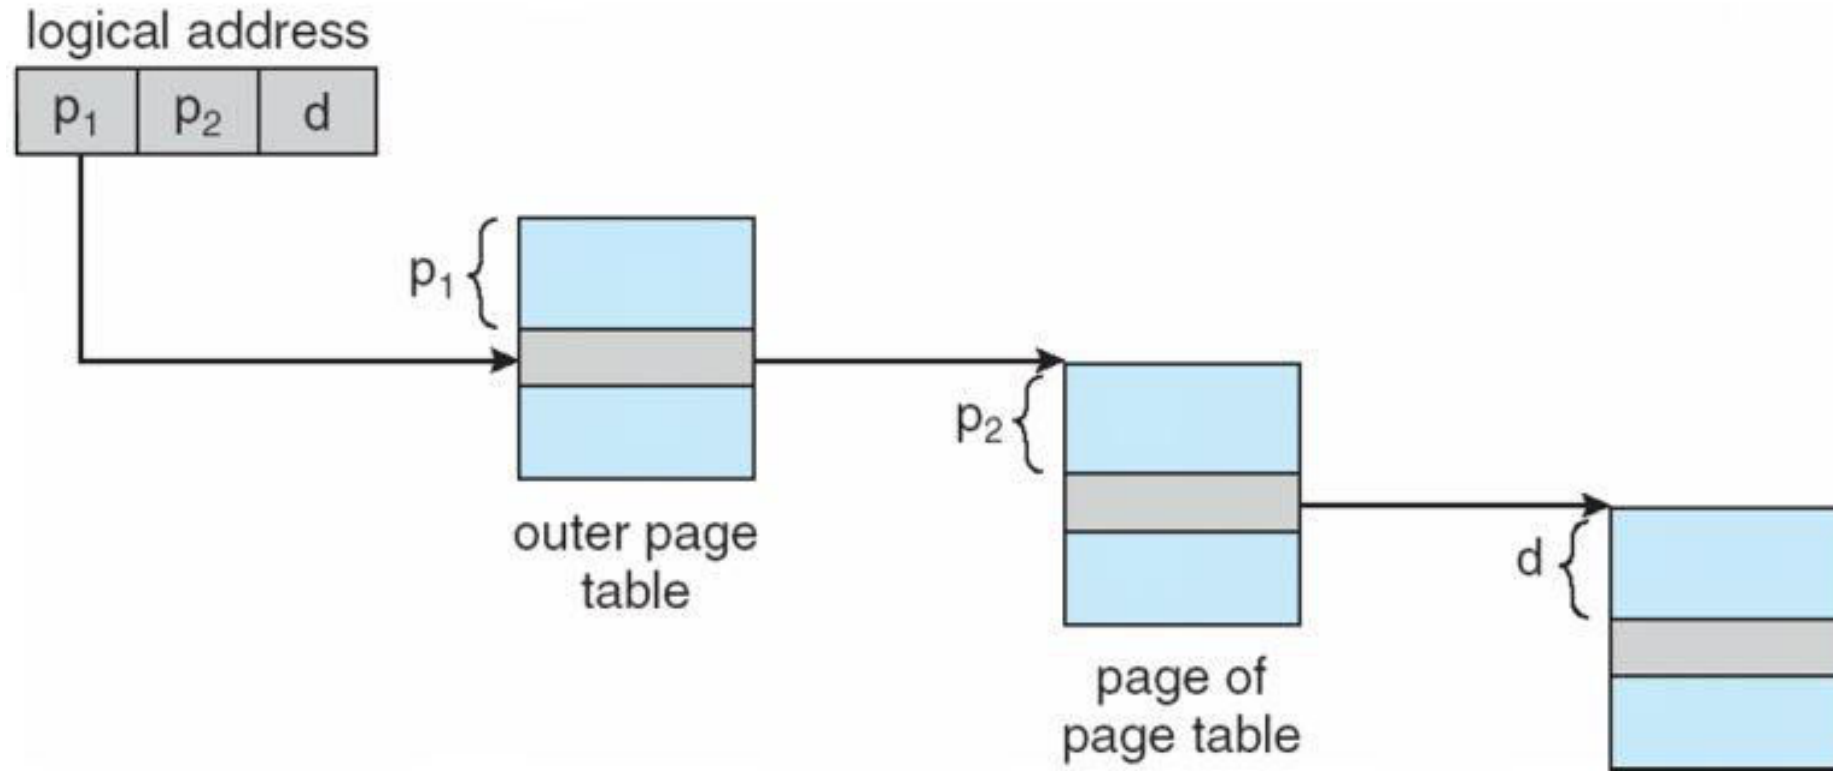 logical address
p₁ p₂ d
p₁
outer page
table
p₂
page of
page table
d